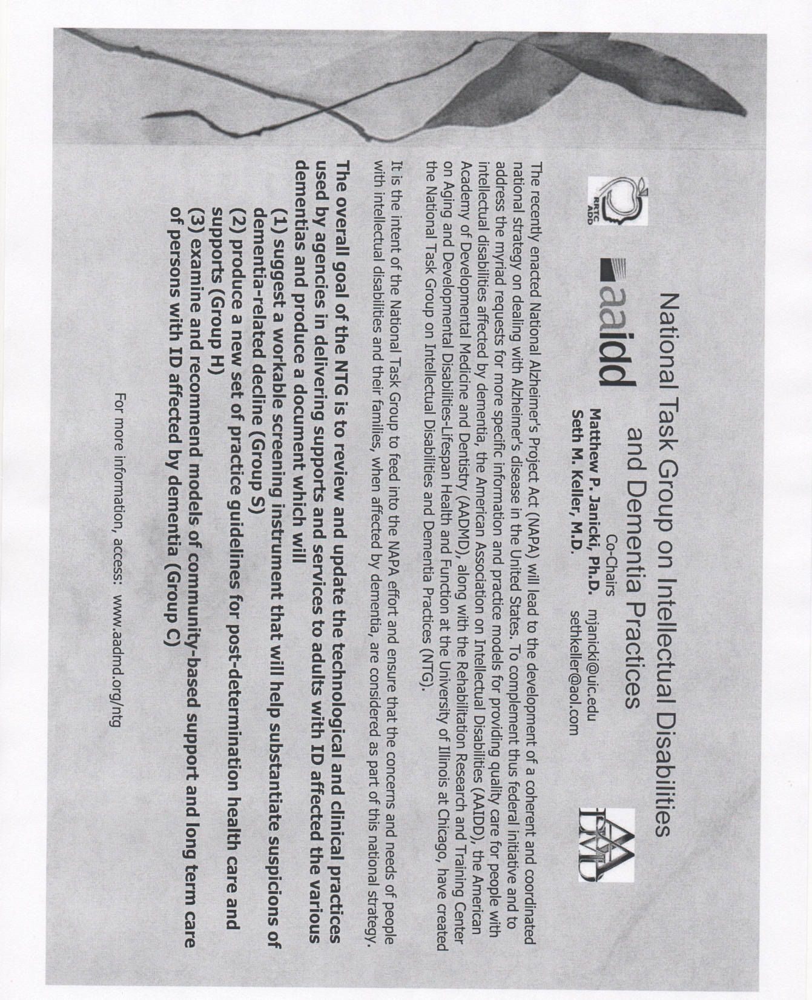 National Task Group on Intellectual Disabilities
and Dementia Practices
Co-Chairs
Matthew P. Janicki, Ph.D. mjanicki@uic.edu
Seth M. Keller, M.D. sethkeller@aol.com
RRTC
ADD
aaidd
AADMD
The recently enacted National Alzheimer's Project Act (NAPA) will lead to the development of a coherent and coordinated
national strategy on dealing with Alzheimer's disease in the United States. To complement thus federal initiative and to
address the myriad requests for more specific information and practice models for providing quality care for people with
intellectual disabilities affected by dementia, the American Association on Intellectual Disabilities (AAIDD), the American
Academy of Developmental Medicine and Dentistry (AADMD), along with the Rehabilitation Research and Training Center
on Aging and Developmental Disabilities-Lifespan Health and Function at the University of Illinois at Chicago, have created
the National Task Group on Intellectual Disabilities and Dementia Practices (NTG).
It is the intent of the National Task Group to feed into the NAPA effort and ensure that the concerns and needs of people
with intellectual disabilities and their families, when affected by dementia, are considered as part of this national strategy.
The overall goal of the NTG is to review and update the technological and clinical practices
used by agencies in delivering supports and services to adults with ID affected the various
dementias and produce a document which will
(1) suggest a workable screening instrument that will help substantiate suspicions of
dementia-related decline (Group S)
(2) produce a new set of practice guidelines for post-determination health care and
supports (Group H)
(3) examine and recommend models of community-based support and long term care
of persons with ID affected by dementia (Group C)
For more information, access: www.aadmd.org/ntg